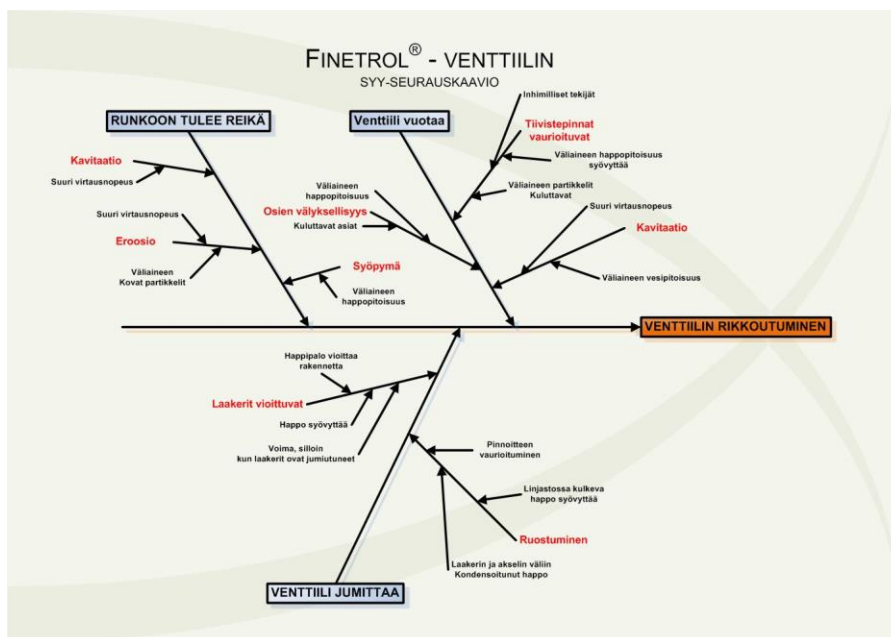 FINETROL® - VENTTIILIN
SYY-SEURAUSKAAVIO
RUNKOON TULEE REIKÄ
Kavitaatio
Suuri virtausnopeus
Suuri virtausnopeus
Eroosio
Väliaineen
Kovat partikkelit
Syöpymä
Väliaineen
happopitoisuus
Venttiili vuotaa
Inhimilliset tekijät
Tiivistepinnat
vaurioituvat
Väliaineen happopitoisuus
syövyttää
Väliaineen partikkelit
Kuluttavat
Väliaineen
happopitoisuus
Osien välyksellisyys
Kuluttavat asiat
Suuri virtausnopeus
Kavitaatio
Väliaineen vesipitoisuus
VENTTIILIN RIKKOUTUMINEN
Happipalo vioittaa
rakennetta
Laakerit vioittuvat
Happo syövyttää
Voima, silloin
kun laakerit ovat jumiutuneet
Pinnoitteen
vaurioituminen
Linjastossa kulkeva
happo syövyttää
Ruostuminen
Laakerin ja akselin väliin
Kondensoitunut happo
VENTTIILI JUMITTAA